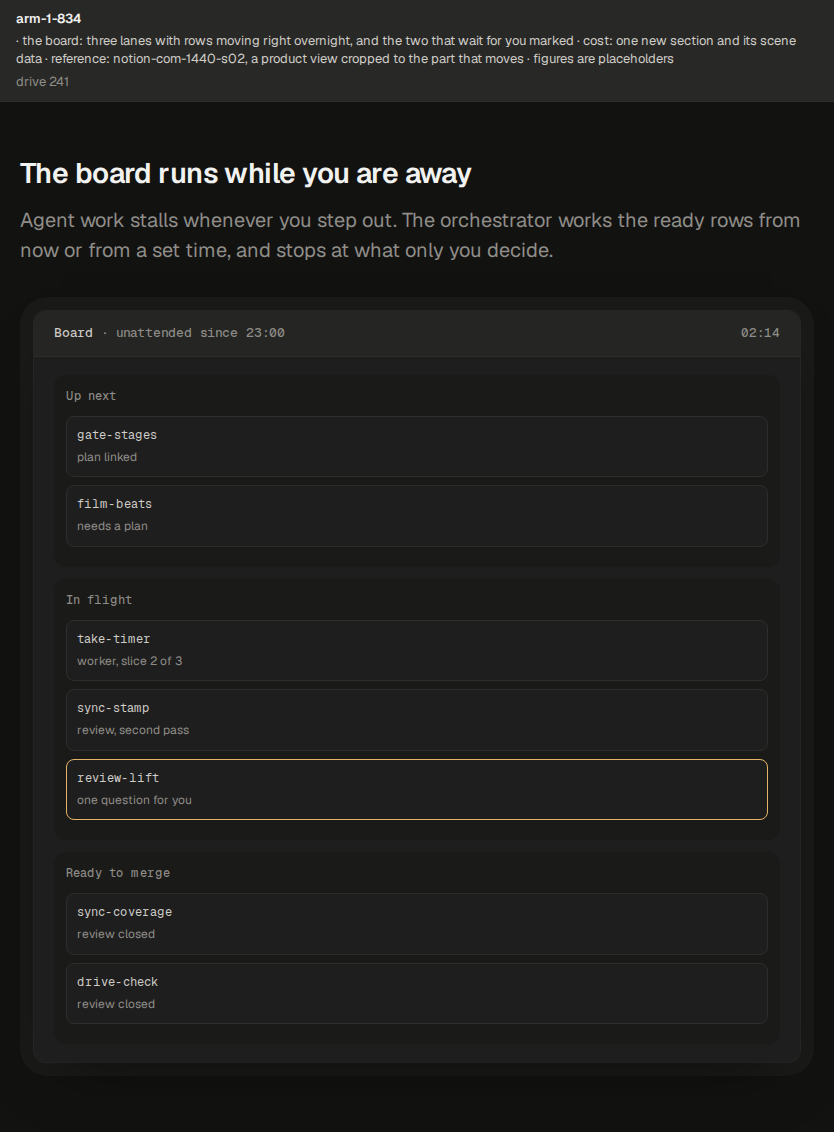 arm-1-834
· the board: three lanes with rows moving right overnight, and the two that wait for you marked · cost: one new section and its scene
data · reference: notion-com-1440-s02, a product view cropped to the part that moves · figures are placeholders
drive 241
The board runs while you are away
Agent work stalls whenever you step out. The orchestrator works the ready rows from
now or from a set time, and stops at what only you decide.
Board · unattended since 23:00 02:14
Up next
gate-stages
plan linked
film-beats
needs a plan
In flight
take-timer
worker, slice 2 of 3
sync-stamp
review, second pass
review-lift
one question for you
Ready to merge
sync-coverage
review closed
drive-check
review closed